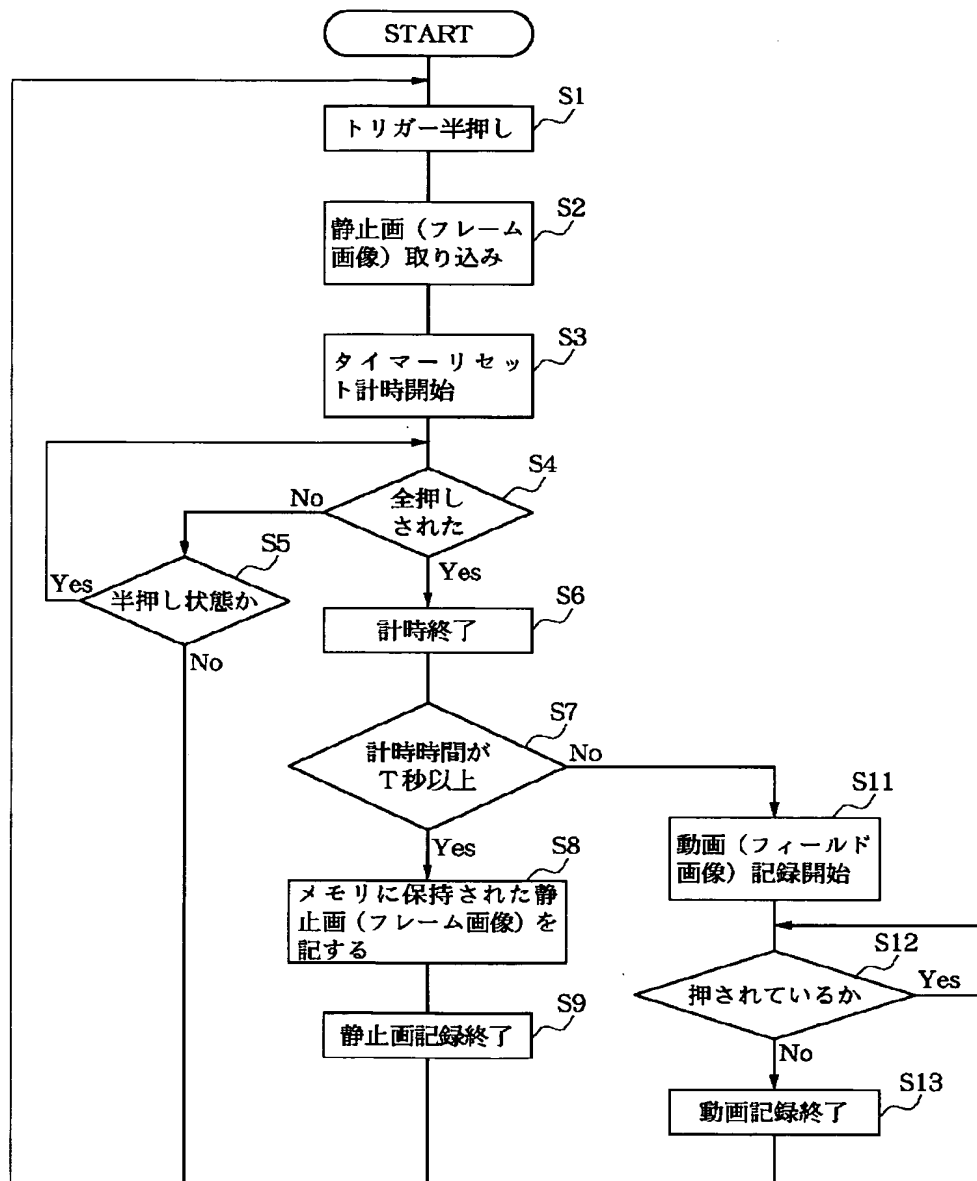 START
S1
トリガー半押し
S2
静止画（フレーム
画像）取り込み
S3
タイマーリセッ
ト計時開始
S4
全押し
された
No
Yes
S5
半押し状態か
Yes
No
S6
計時終了
S7
計時時間が
T秒以上
No
Yes
S8
メモリに保持された静
止画（フレーム画像）を
記する
S9
静止画記録終了
S11
動画（フィールド
画像）記録開始
S12
押されているか
Yes
No
S13
動画記録終了